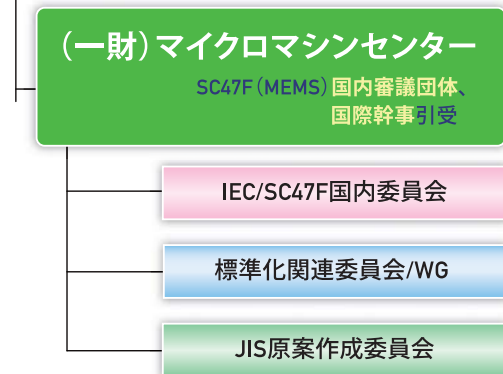 （一財）マイクロマシンセンター
SC47F（MEMS）国内審議団体、
国際幹事引受
IEC/SC47F国内委員会
標準化関連委員会/WG
JIS原案作成委員会